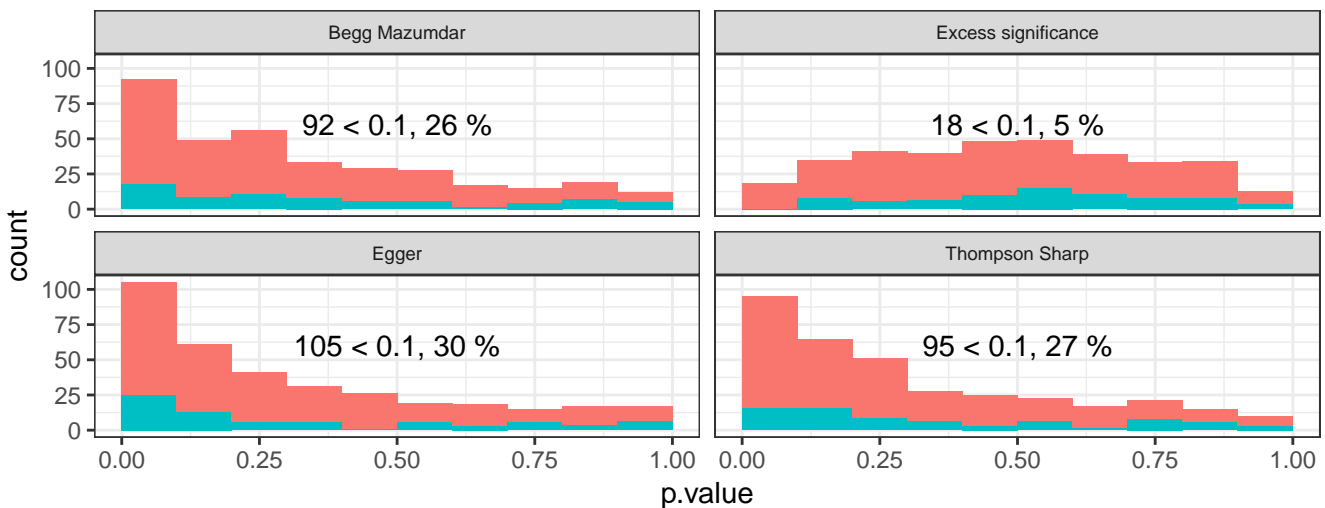 Begg Mazumdar
Excess significance
100
75
50
25
0
92 < 0.1, 26 %
18 < 0.1, 5 %
count
Egger
Thompson Sharp
100
75
50
25
0
105 < 0.1, 30 %
95 < 0.1, 27 %
0.00 0.25 0.50 0.75 1.00
0.00 0.25 0.50 0.75 1.00
p.value